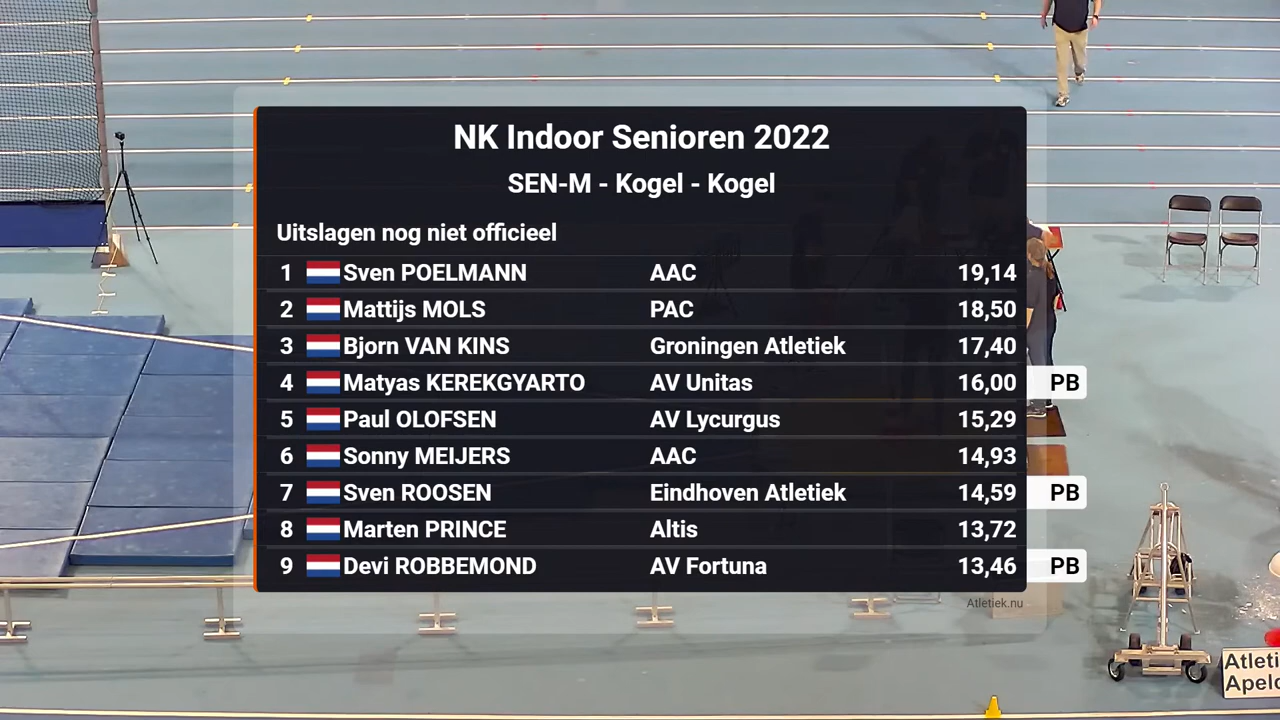 NK Indoor Senioren 2022
SEN-M - Kogel - Kogel
Uitslagen nog niet officieel
1 Sven POELMANN AAC 19,14
2 Mattijs MOLS PAC 18,50
3 Bjorn VAN KINS Groningen Atletiek 17,40
4 Matyas KEREKGYARTO AV Unitas 16,00 PB
5 Paul OLOFSEN AV Lycurgus 15,29
6 Sonny MEIJERS AAC 14,93
7 Sven ROOSEN Eindhoven Atletiek 14,59 PB
8 Marten PRINCE Altis 13,72
9 Devi ROBBEMOND AV Fortuna 13,46 PB
Atletiek.nu
Atleti
Apeld